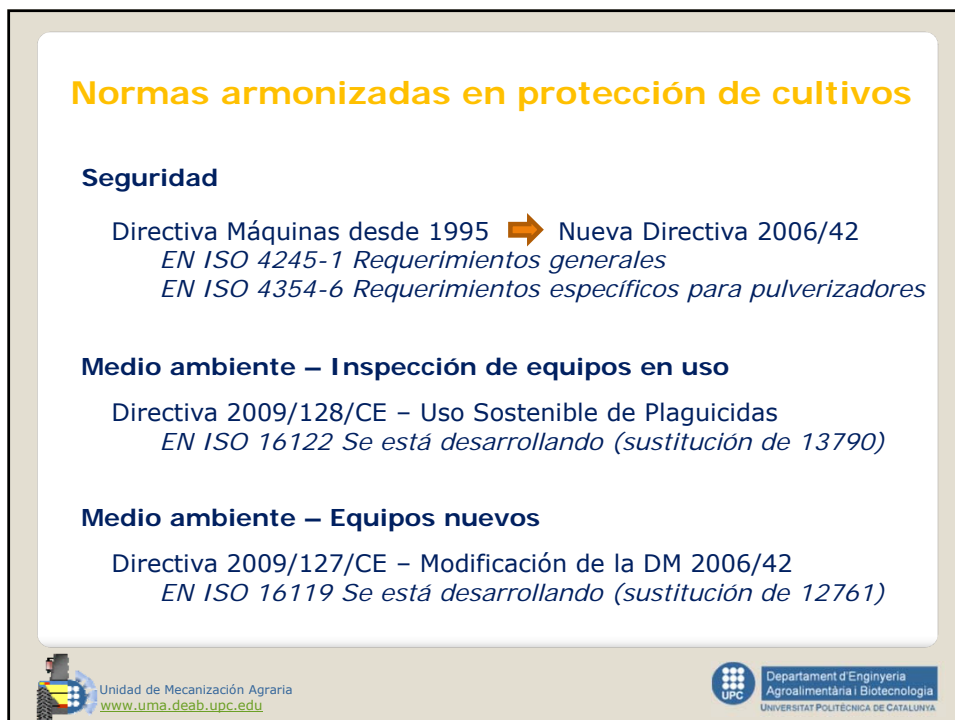 Normas armonizadas en protección de cultivos
Seguridad
Directiva Máquinas desde 1995 Nueva Directiva 2006/42
EN ISO 4245-1 Requerimientos generales
EN ISO 4354-6 Requerimientos específicos para pulverizadores
Medio ambiente – Inspección de equipos en uso
Directiva 2009/128/CE – Uso Sostenible de Plaguicidas
EN ISO 16122 Se está desarrollando (sustitución de 13790)
Medio ambiente – Equipos nuevos
Directiva 2009/127/CE – Modificación de la DM 2006/42
EN ISO 16119 Se está desarrollando (sustitución de 12761)
Unidad de Mecanización Agraria
www.uma.deab.upc.edu
UPC
Departament d'Enginyeria
Agroalimentària i Biotecnologia
UNIVERSITAT POLITÈCNICA DE CATALUNYA